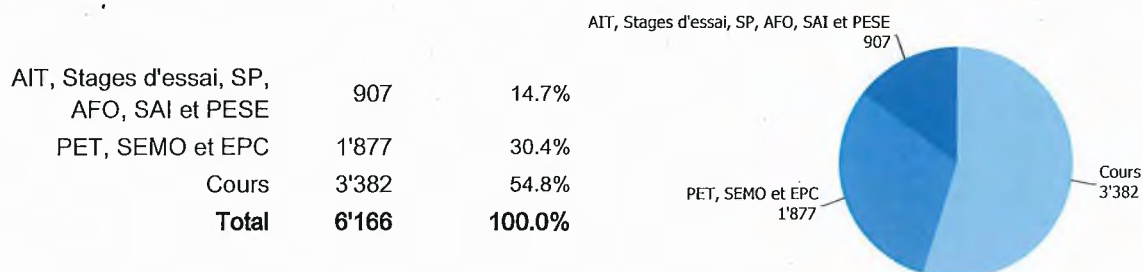 AIT, Stages d'essai, SP, AFO, SAI et PESE
907
AIT, Stages d'essai, SP,
AFO, SAI et PESE 907 14.7%
PET, SEMO et EPC 1'877 30.4%
Cours 3'382 54.8%
Total 6'166 100.0%
Cours
3'382
PET, SEMO et EPC
1'877